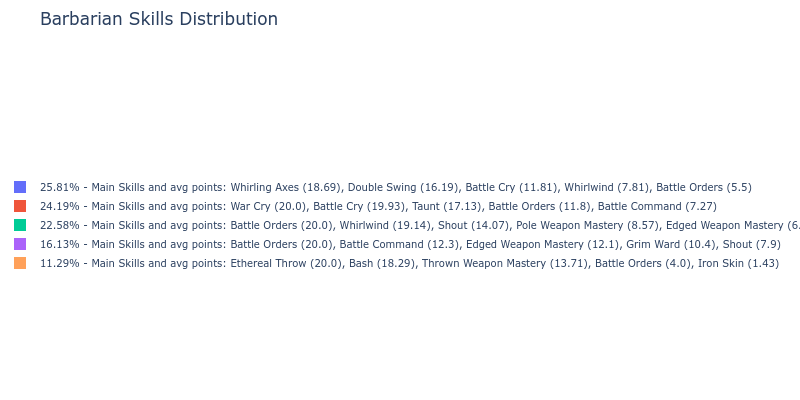 Barbarian Skills Distribution
25.81% - Main Skills and avg points: Whirling Axes (18.69), Double Swing (16.19), Battle Cry (11.81), Whirlwind (7.81), Battle Orders (5.5)
24.19% - Main Skills and avg points: War Cry (20.0), Battle Cry (19.93), Taunt (17.13), Battle Orders (11.8), Battle Command (7.27)
22.58% - Main Skills and avg points: Battle Orders (20.0), Whirlwind (19.14), Shout (14.07), Pole Weapon Mastery (8.57), Edged Weapon Mastery (6.
16.13% - Main Skills and avg points: Battle Orders (20.0), Battle Command (12.3), Edged Weapon Mastery (12.1), Grim Ward (10.4), Shout (7.9)
11.29% - Main Skills and avg points: Ethereal Throw (20.0), Bash (18.29), Thrown Weapon Mastery (13.71), Battle Orders (4.0), Iron Skin (1.43)